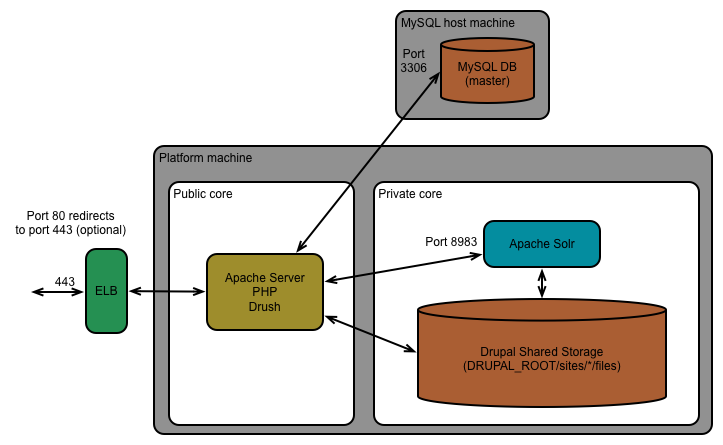 MySQL host machine
Port
3306
MySQL DB
(master)
Platform machine
Public core
Private core
Port 80 redirects
to port 443 (optional)
443
ELB
Apache Server
PHP
Drush
Port 8983
Apache Solr
Drupal Shared Storage
(DRUPAL_ROOT/sites/*/files)